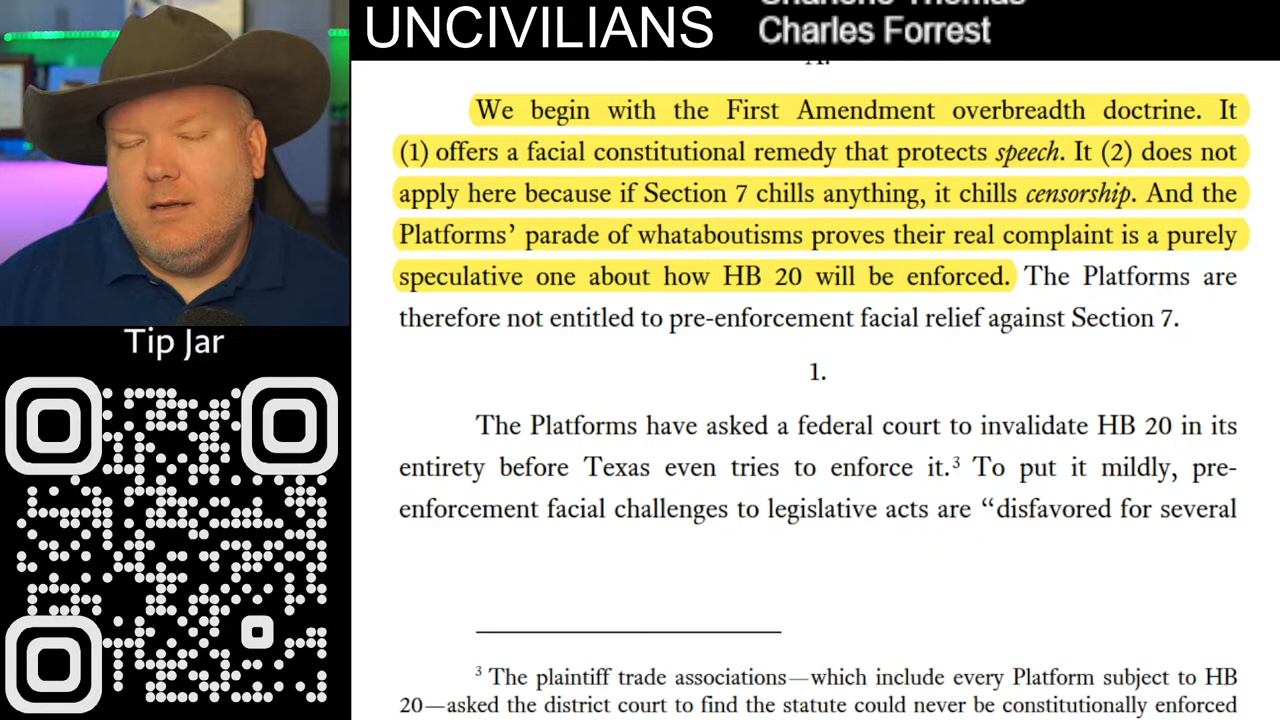 UNCIVILIANS
Charlene Thomas
Charles Forrest
Tip Jar
A.
We begin with the First Amendment overbreadth doctrine. It
(1) offers a facial constitutional remedy that protects speech. It (2) does not
apply here because if Section 7 chills anything, it chills censorship. And the
Platforms’ parade of whataboutisms proves their real complaint is a purely
speculative one about how HB 20 will be enforced. The Platforms are
therefore not entitled to pre-enforcement facial relief against Section 7.
1.
The Platforms have asked a federal court to invalidate HB 20 in its
entirety before Texas even tries to enforce it.³ To put it mildly, pre-
enforcement facial challenges to legislative acts are “disfavored for several
³ The plaintiff trade associations—which include every Platform subject to HB
20—asked the district court to find the statute could never be constitutionally enforced